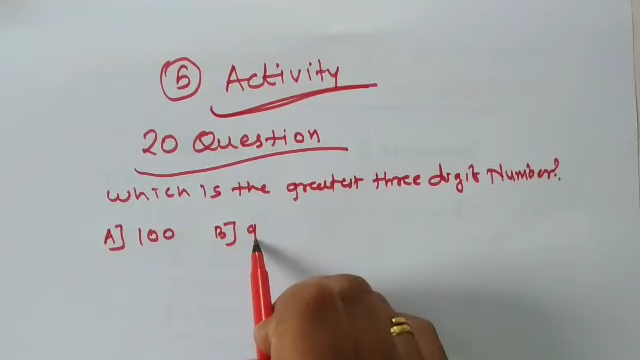 5 Activity
20 Question
Which is the greatest three digit Number?
A] 100 B] 9